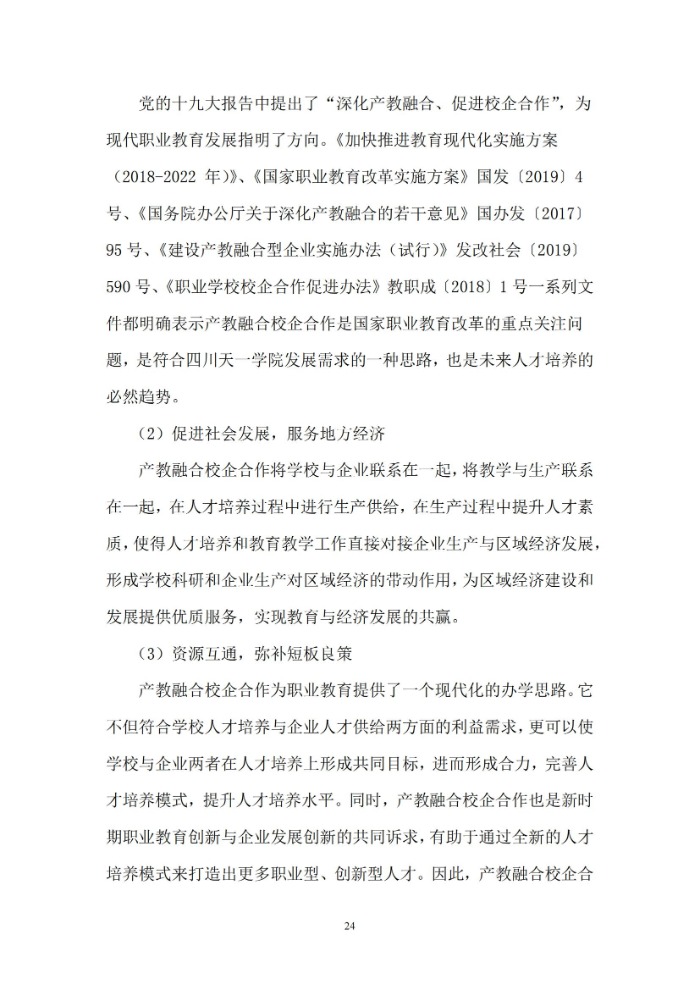 党的十九大报告中提出了“深化产教融合、促进校企合作”，为
现代职业教育发展指明了方向。《加快推进教育现代化实施方案
（2018-2022 年）》、《国家职业教育改革实施方案》国发〔2019〕4
号、《国务院办公厅关于深化产教融合的若干意见》国办发〔2017〕
95 号、《建设产教融合型企业实施办法（试行）》发改社会〔2019〕
590 号、《职业学校校企合作促进办法》教职成〔2018〕1 号一系列文
件都明确表示产教融合校企合作是国家职业教育改革的重点关注问
题，是符合四川天一学院发展需求的一种思路，也是未来人才培养的
必然趋势。
（2）促进社会发展，服务地方经济
产教融合校企合作将学校与企业联系在一起，将教学与生产联系
在一起，在人才培养过程中进行生产供给，在生产过程中提升人才素
质，使得人才培养和教育教学工作直接对接企业生产与区域经济发展，
形成学校科研和企业生产对区域经济的带动作用，为区域经济建设和
发展提供优质服务，实现教育与经济发展的共赢。
（3）资源互通，弥补短板良策
产教融合校企合作为职业教育提供了一个现代化的办学思路。它
不但符合学校人才培养与企业人才供给两方面的利益需求，更可以使
学校与企业两者在人才培养上形成共同目标，进而形成合力，完善人
才培养模式，提升人才培养水平。同时，产教融合校企合作也是新时
期职业教育创新与企业发展创新的共同诉求，有助于通过全新的人才
培养模式来打造出更多职业型、创新型人才。因此，产教融合校企合
24